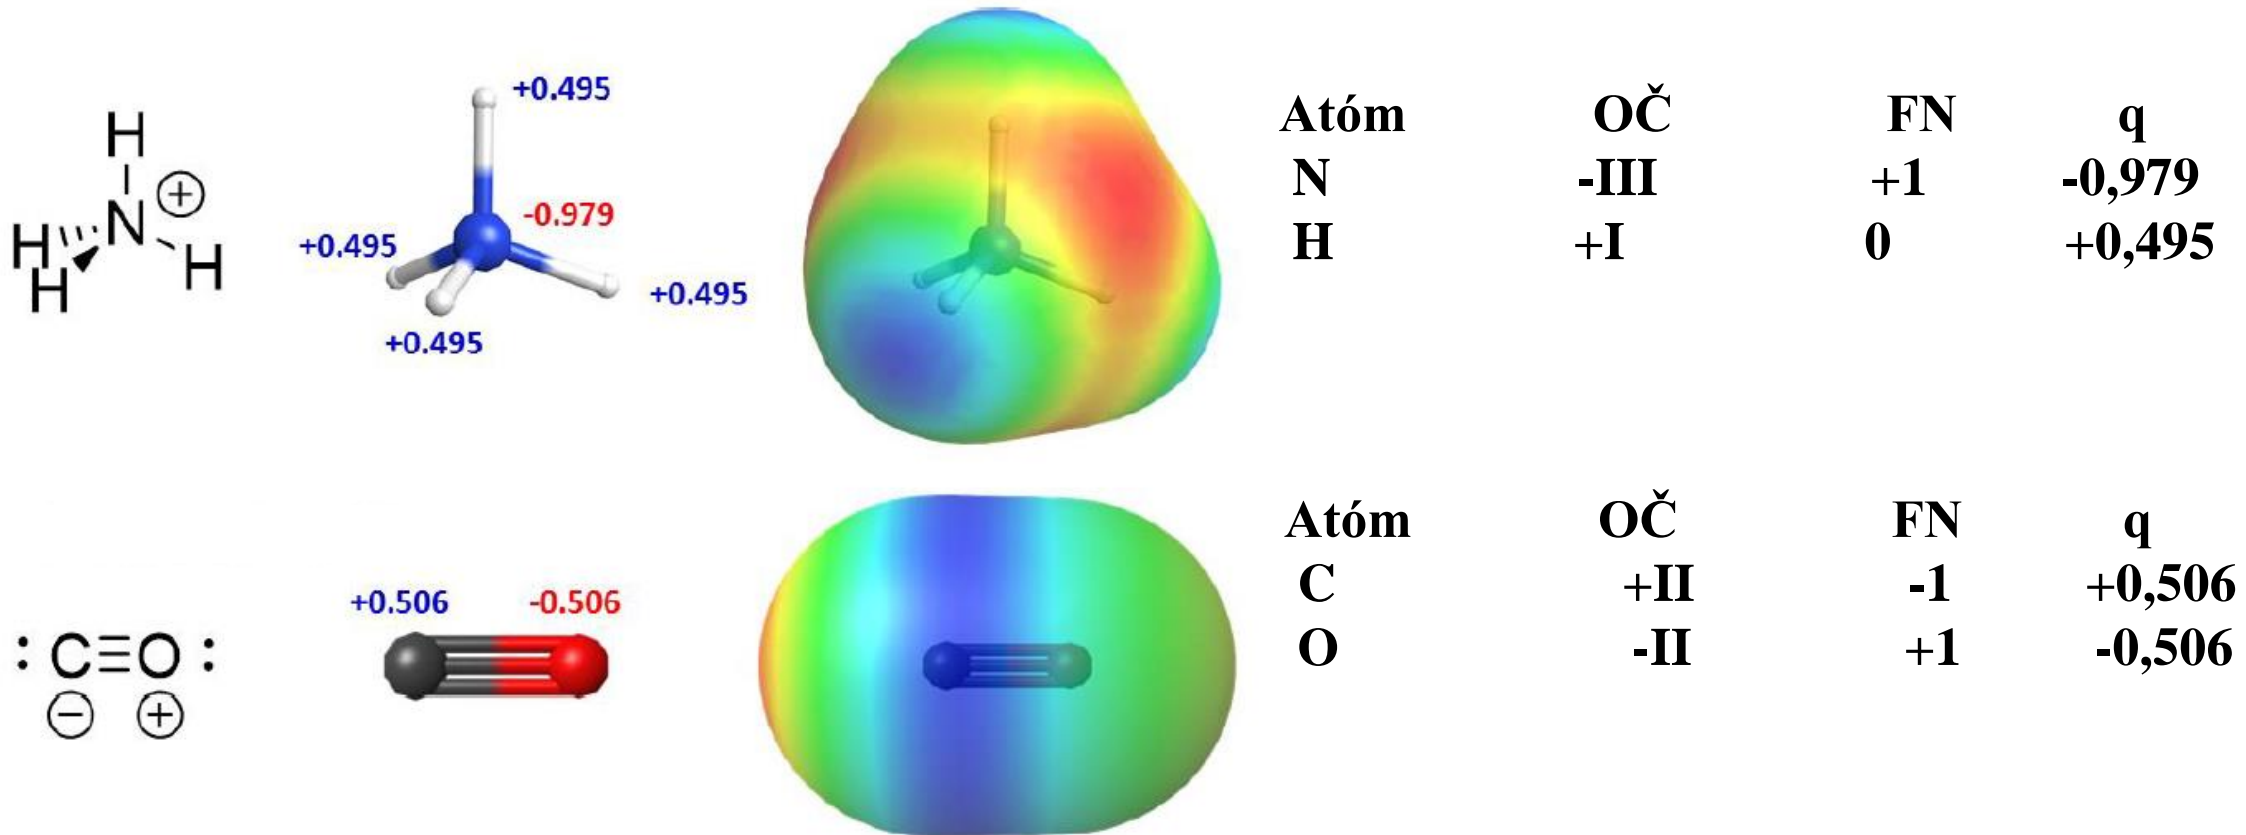 H
N ⊕
H
H
H
+0.495
-0.979
+0.495
+0.495
+0.495
Atóm OČ FN q
N -III +1 -0,979
H +I 0 +0,495
:C≡O:
⊖ ⊕
+0.506 -0.506
Atóm OČ FN q
C +II -1 +0,506
O -II +1 -0,506